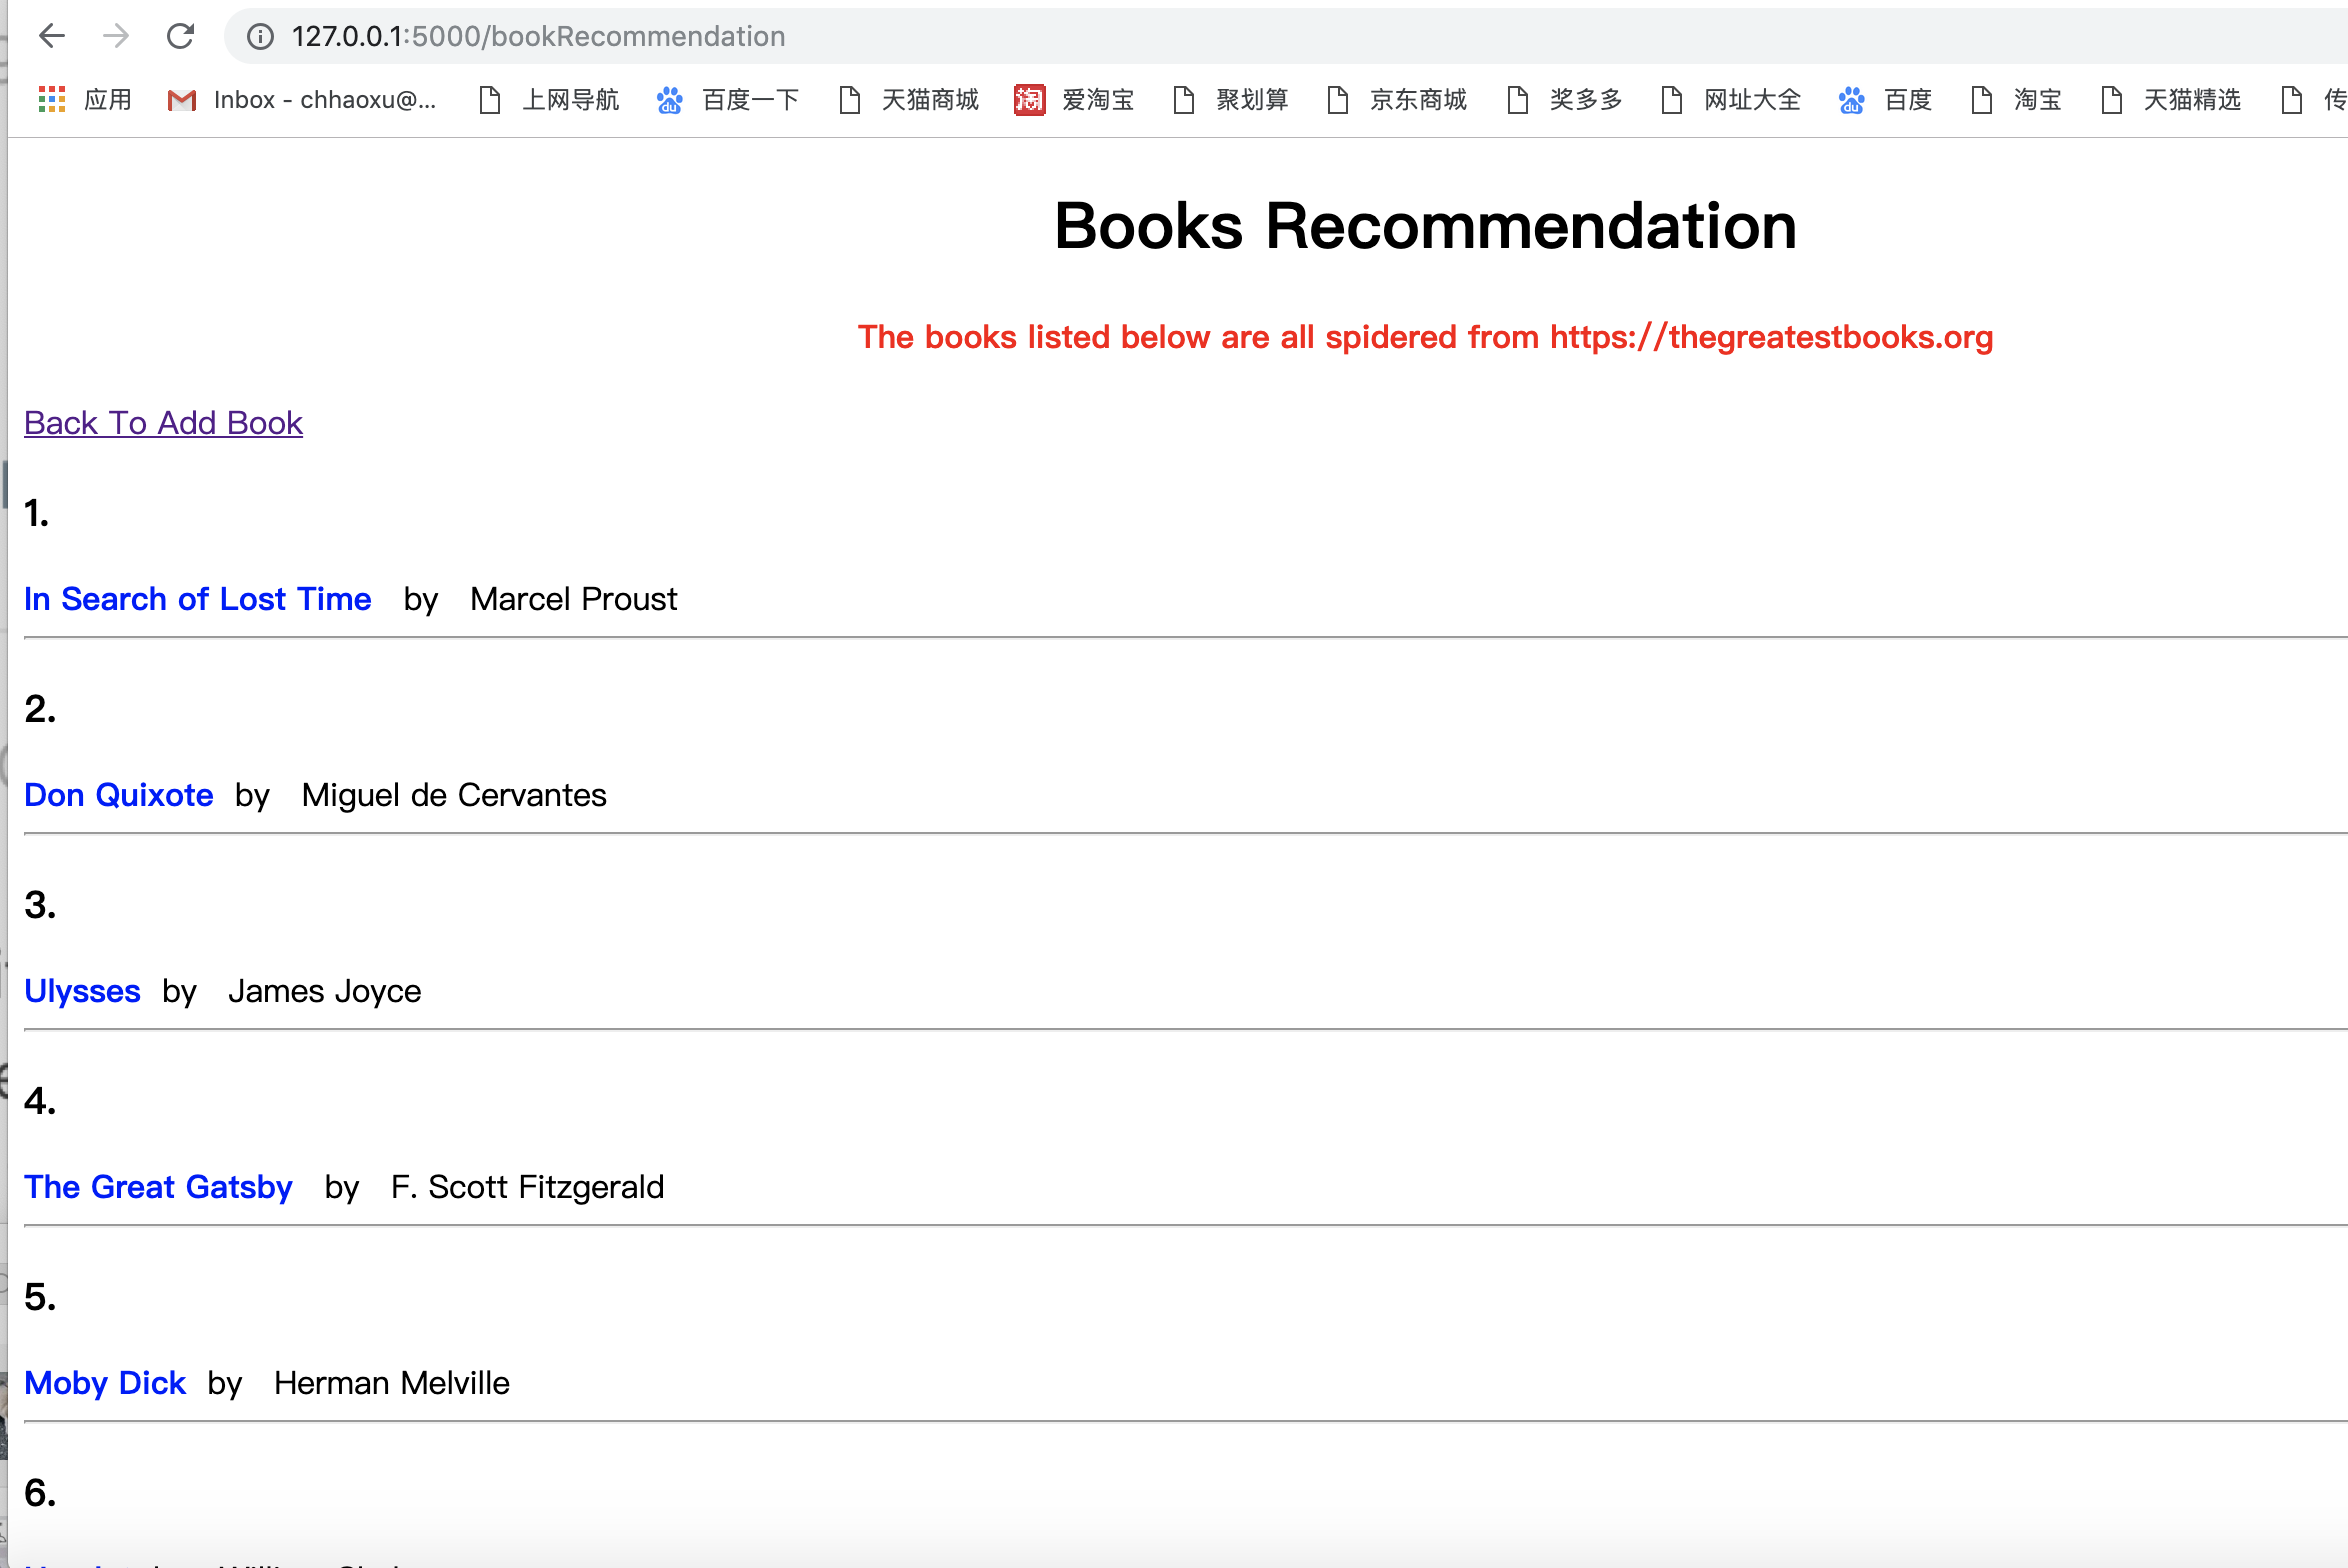 127.0.0.1:5000/bookRecommendation
应用 Inbox - chhaoxu@... 上网导航 百度一下 天猫商城 爱淘宝 聚划算 京东商城 奖多多 网址大全 百度 淘宝 天猫精选 传
Books Recommendation
The books listed below are all spidered from https://thegreatestbooks.org
Back To Add Book
1.
In Search of Lost Time by Marcel Proust
2.
Don Quixote by Miguel de Cervantes
3.
Ulysses by James Joyce
4.
The Great Gatsby by F. Scott Fitzgerald
5.
Moby Dick by Herman Melville
6.